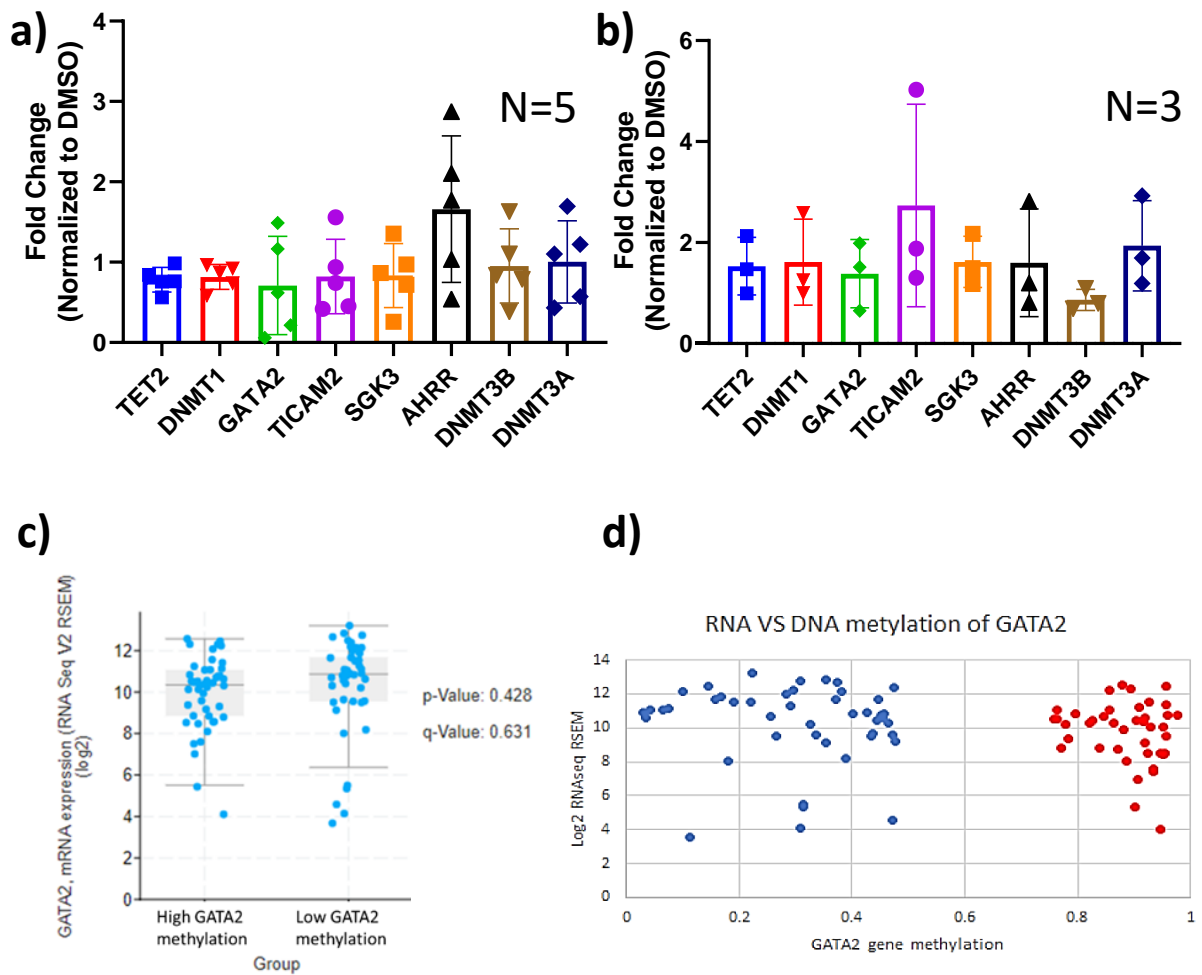 a)
Fold Change
(Normalized to DMSO)
4
3
2
1
0
N=5
TET2
DNMT1
GATA2
TICAM2
SGK3
AHRR
DNMT3B
DNMT3A
b)
Fold Change
(Normalized to DMSO)
6
4
2
0
N=3
TET2
DNMT1
GATA2
TICAM2
SGK3
AHRR
DNMT3B
DNMT3A
c)
GATA2, mRNA expression (RNA Seq V2 RSEM)
(log2)
12
10
8
6
4
2
0
p-Value: 0.428
q-Value: 0.631
High GATA2
methylation
Low GATA2
methylation
Group
d)
RNA VS DNA metylation of GATA2
Log2 RNAseq RSEM
14
12
10
8
6
4
2
0
0
0.2
0.4
0.6
0.8
1
GATA2 gene methylation